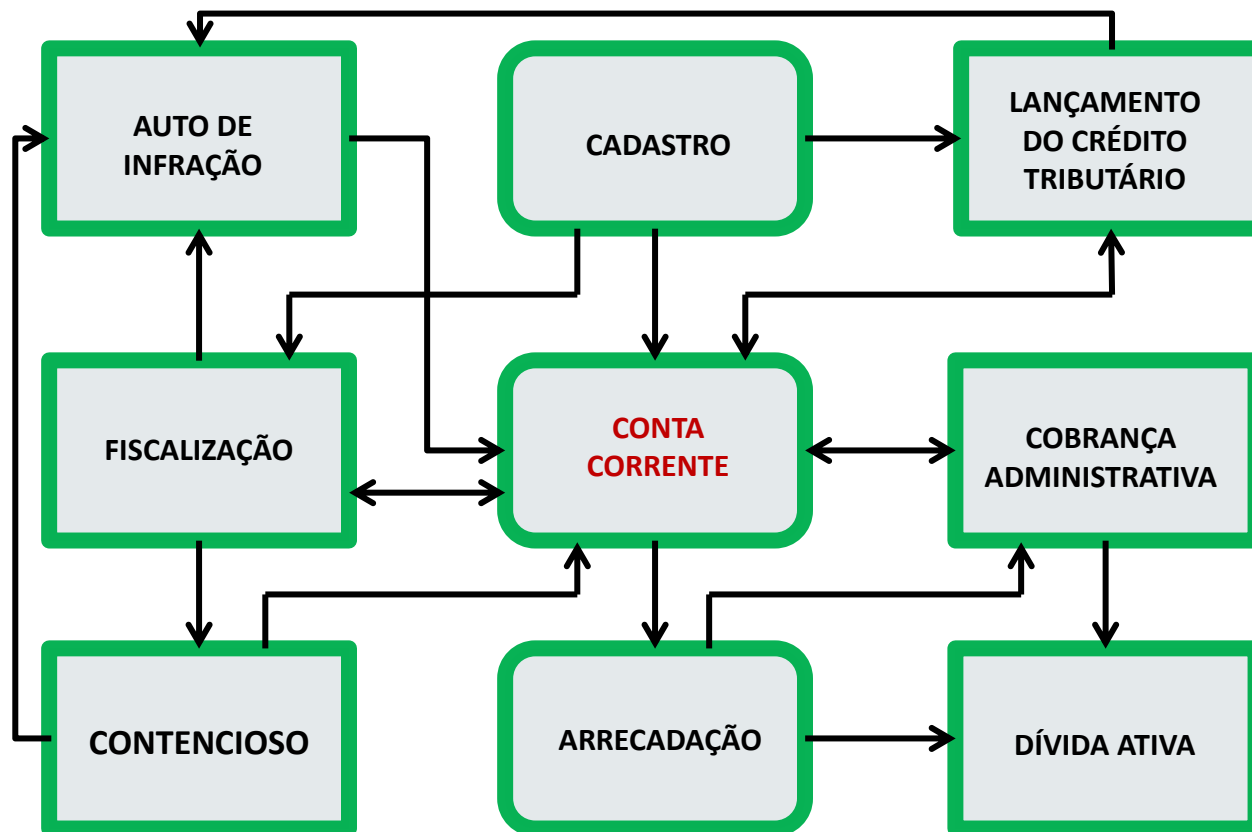 AUTO DE
INFRAÇÃO
CADASTRO
LANÇAMENTO
DO CRÉDITO
TRIBUTÁRIO
FISCALIZAÇÃO
CONTA
CORRENTE
COBRANÇA
ADMINISTRATIVA
CONTENCIOSO
ARRECADAÇÃO
DÍVIDA ATIVA